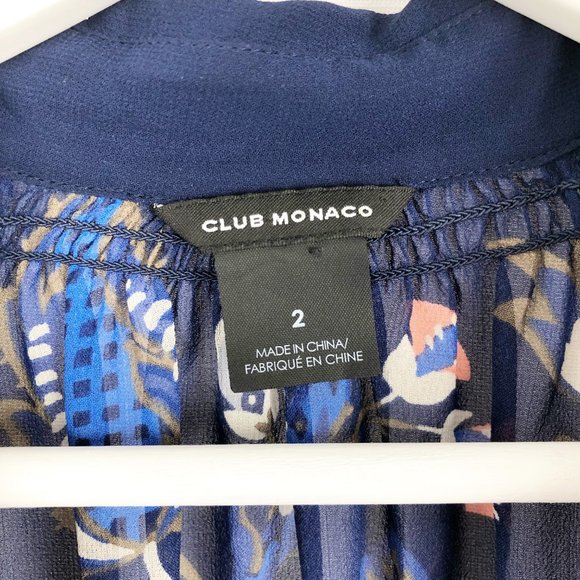 CLUB MONACO
2
MADE IN CHINA/
FABRIQUÉ EN CHINE